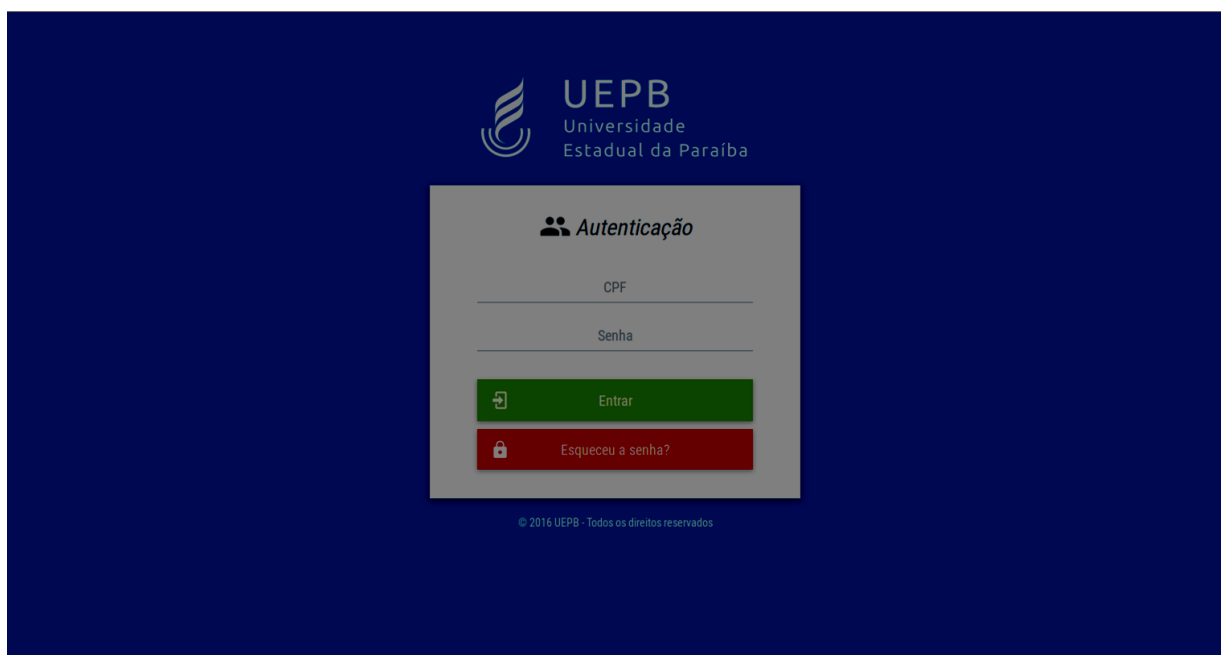 UEPB
Universidade
Estadual da Paraíba
Autenticação
CPF
Senha
Entrar
Esqueceu a senha?
© 2016 UEPB - Todos os direitos reservados